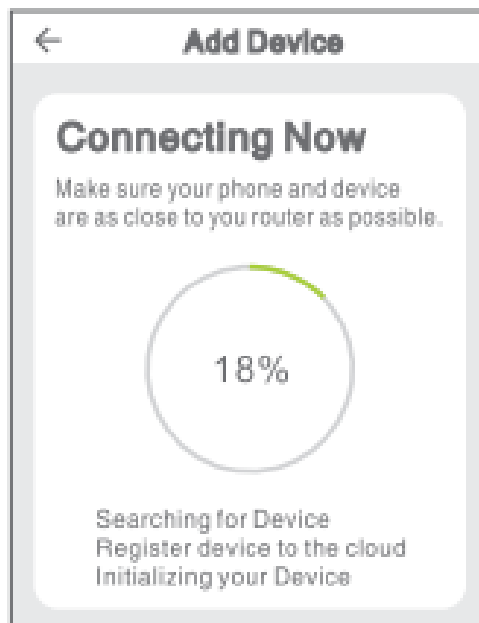 Add Device
Connecting Now
Make sure your phone and device
are as close to you router as possible.
18%
Searching for Device
Register device to the cloud
Initializing your Device